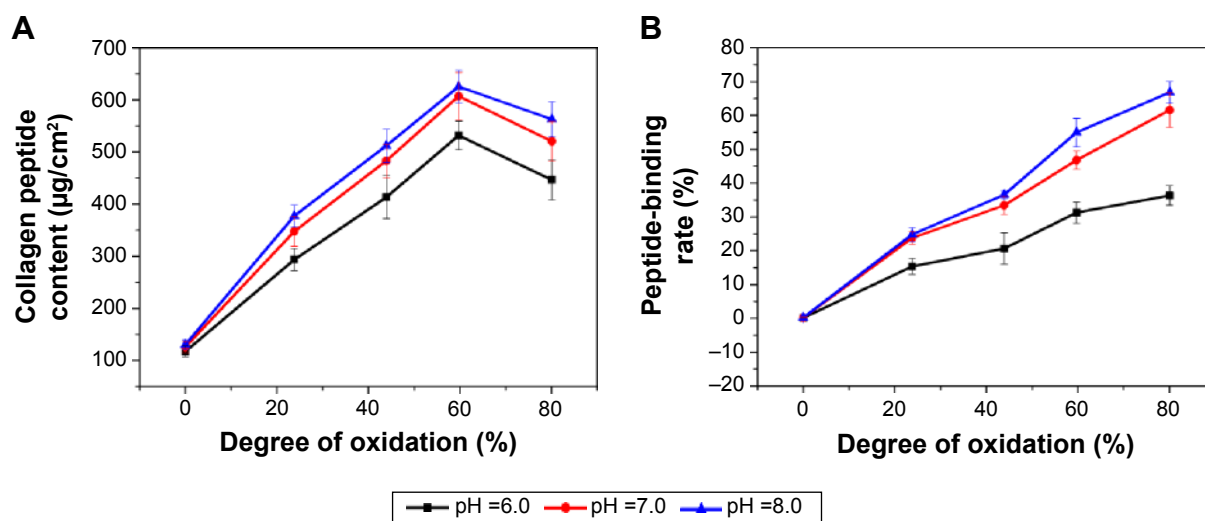 A
Collagen peptide
content (µg/cm²)
700
600
500
400
300
200
100
0 20 40 60 80
Degree of oxidation (%)
B
Peptide-binding
rate (%)
80
70
60
50
40
30
20
10
0
–10
–20
0 20 40 60 80
Degree of oxidation (%)
pH =6.0 pH =7.0 pH =8.0